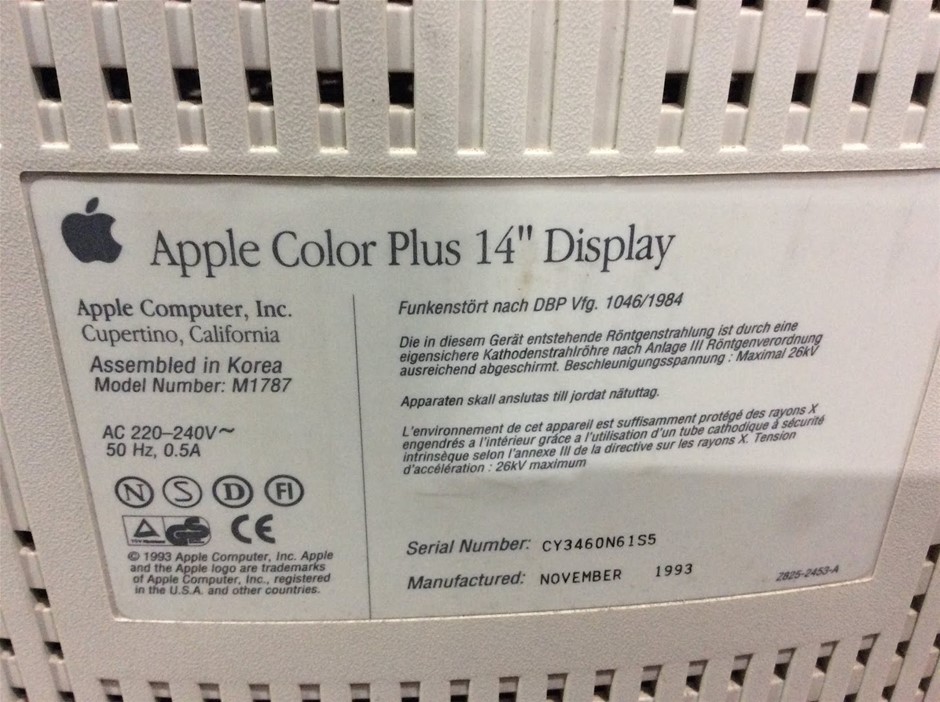 Apple Color Plus 14" Display
Apple Computer, Inc.
Cupertino, California
Assembled in Korea
Model Number: M1787
AC 220–240V~
50 Hz, 0.5A
N S D FI
CE
© 1993 Apple Computer, Inc. Apple
and the Apple logo are trademarks
of Apple Computer, Inc., registered
in the U.S.A. and other countries.
Funkenstört nach DBP Vfg. 1046/1984
Die in diesem Gerät entstehende Röntgenstrahlung ist durch eine
eigensichere Kathodenstrahlröhre nach Anlage III Röntgenverordnung
ausreichend abgeschirmt. Beschleunigungsspannung : Maximal 26kV
Apparaten skall anslutas till jordat nätuttag.
L'environnement de cet appareil est suffisamment protégé des rayons X
engendrés a l'intérieur grâce a l'utilisation d'un tube cathodique à sécurité
intrinsèque selon l'annexe III de la directive sur les rayons X. Tension
d'accélération : 26kV maximum
Serial Number: CY3460N61S5
Manufactured: NOVEMBER 1993
Z825-2453-A